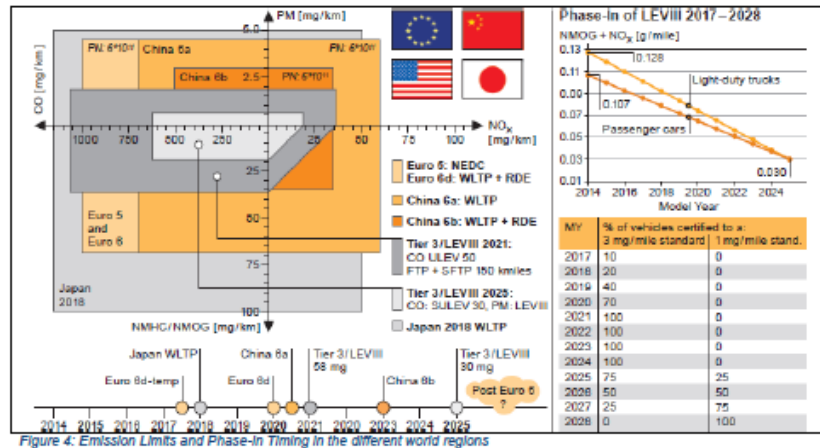 PM [mg/km]
5.0
PN: 6*10¹¹
China 6a
PN: 6*10¹¹
China 6b
2.5
PN: 6*10¹¹
CO [mg/km]
1000 750 500 250
25 75 100
NOx
[mg/km]
25
50
75
100
Euro 5
and
Euro 6
Japan
2018
NMHC/NMOG [mg/km]
Euro 5: NEDC
Euro 6d: WLTP + RDE
China 6a: WLTP
China 6b: WLTP + RDE
Tier 3/LEVIII 2021:
CO ULEV 50
FTP + SFTP 150 kmiles
Tier 3/LEVIII 2025:
CO: SULEV 30, PM: LEVIII
Japan 2018 WLTP
Japan WLTP
China 6a
Tier 3/LEVIII
58 mg
Tier 3/LEVIII
30 mg
Euro 6d-temp
Euro 6d
China 6b
Post Euro 6
?
2014 2015 2016 2017 2018 2019 2020 2021 2022 2023 2024 2025
Phase-In of LEVIII 2017–2028
NMOG + NOx [g/mile]
0.13
0.11
0.09
0.07
0.05
0.03
0.01
0.128
0.107
Light-duty trucks
Passenger cars
0.030
2014 2016 2018 2020 2022 2024
Model Year
MY % of vehicles certified to a:
3 mg/mile standard 1 mg/mile stand.
2017 10 0
2018 20 0
2019 40 0
2020 70 0
2021 100 0
2022 100 0
2023 100 0
2024 100 0
2025 75 25
2026 50 50
2027 25 75
2028 0 100
Figure 4: Emission Limits and Phase-In Timing in the different world regions